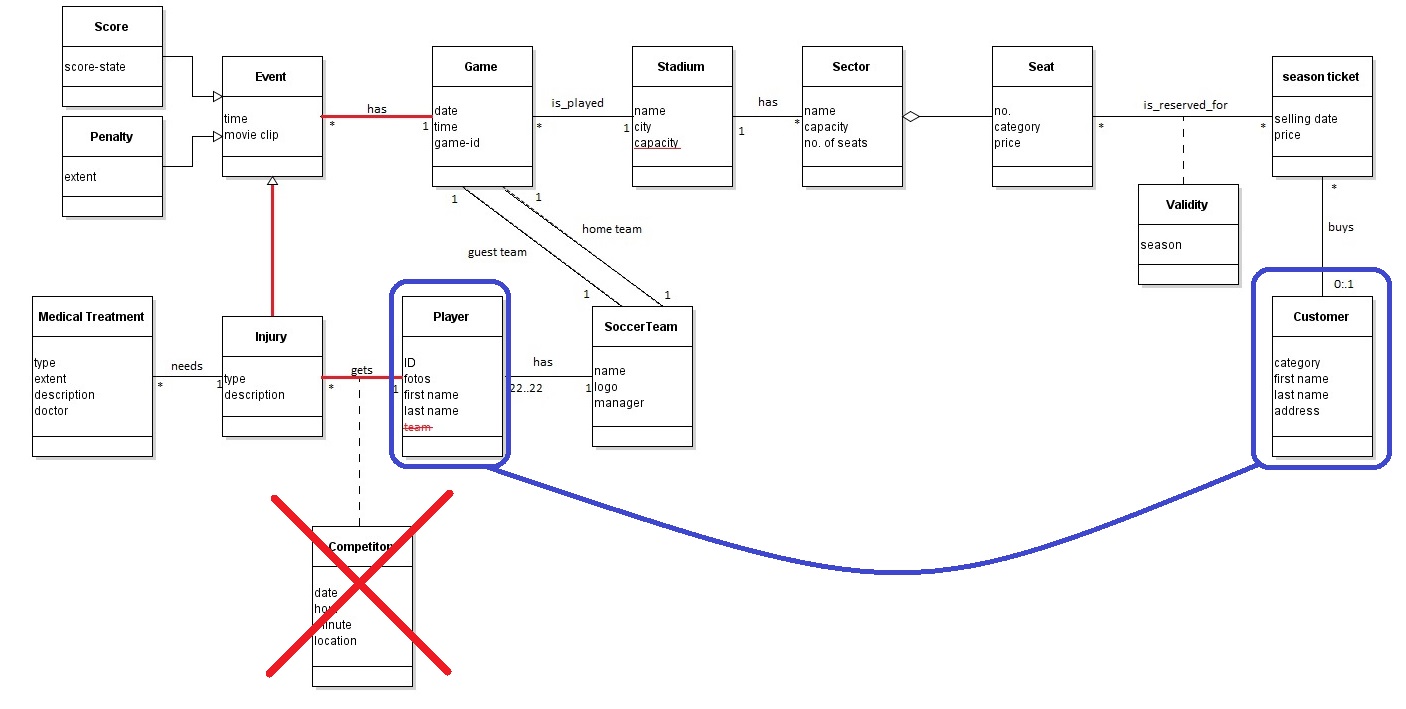 Score
score-state
Penalty
extent
Event
time
movie clip
has
*
1
Game
date
time
game-id
is_played
*
1
Stadium
name
city
capacity
has
1
*
Sector
name
capacity
no. of seats
Seat
no.
category
price
is_reserved_for
*
*
season ticket
selling date
price
Validity
season
*
buys
0:.1
1
guest team
1
1
home team
1
Medical Treatment
type
extent
description
doctor
needs
*
1
Injury
type
description
gets
*
1
Player
ID
fotos
first name
last name
team
has
22..22
1
SoccerTeam
name
logo
manager
Customer
category
first name
last name
address
Competitor
date
hour
minute
location